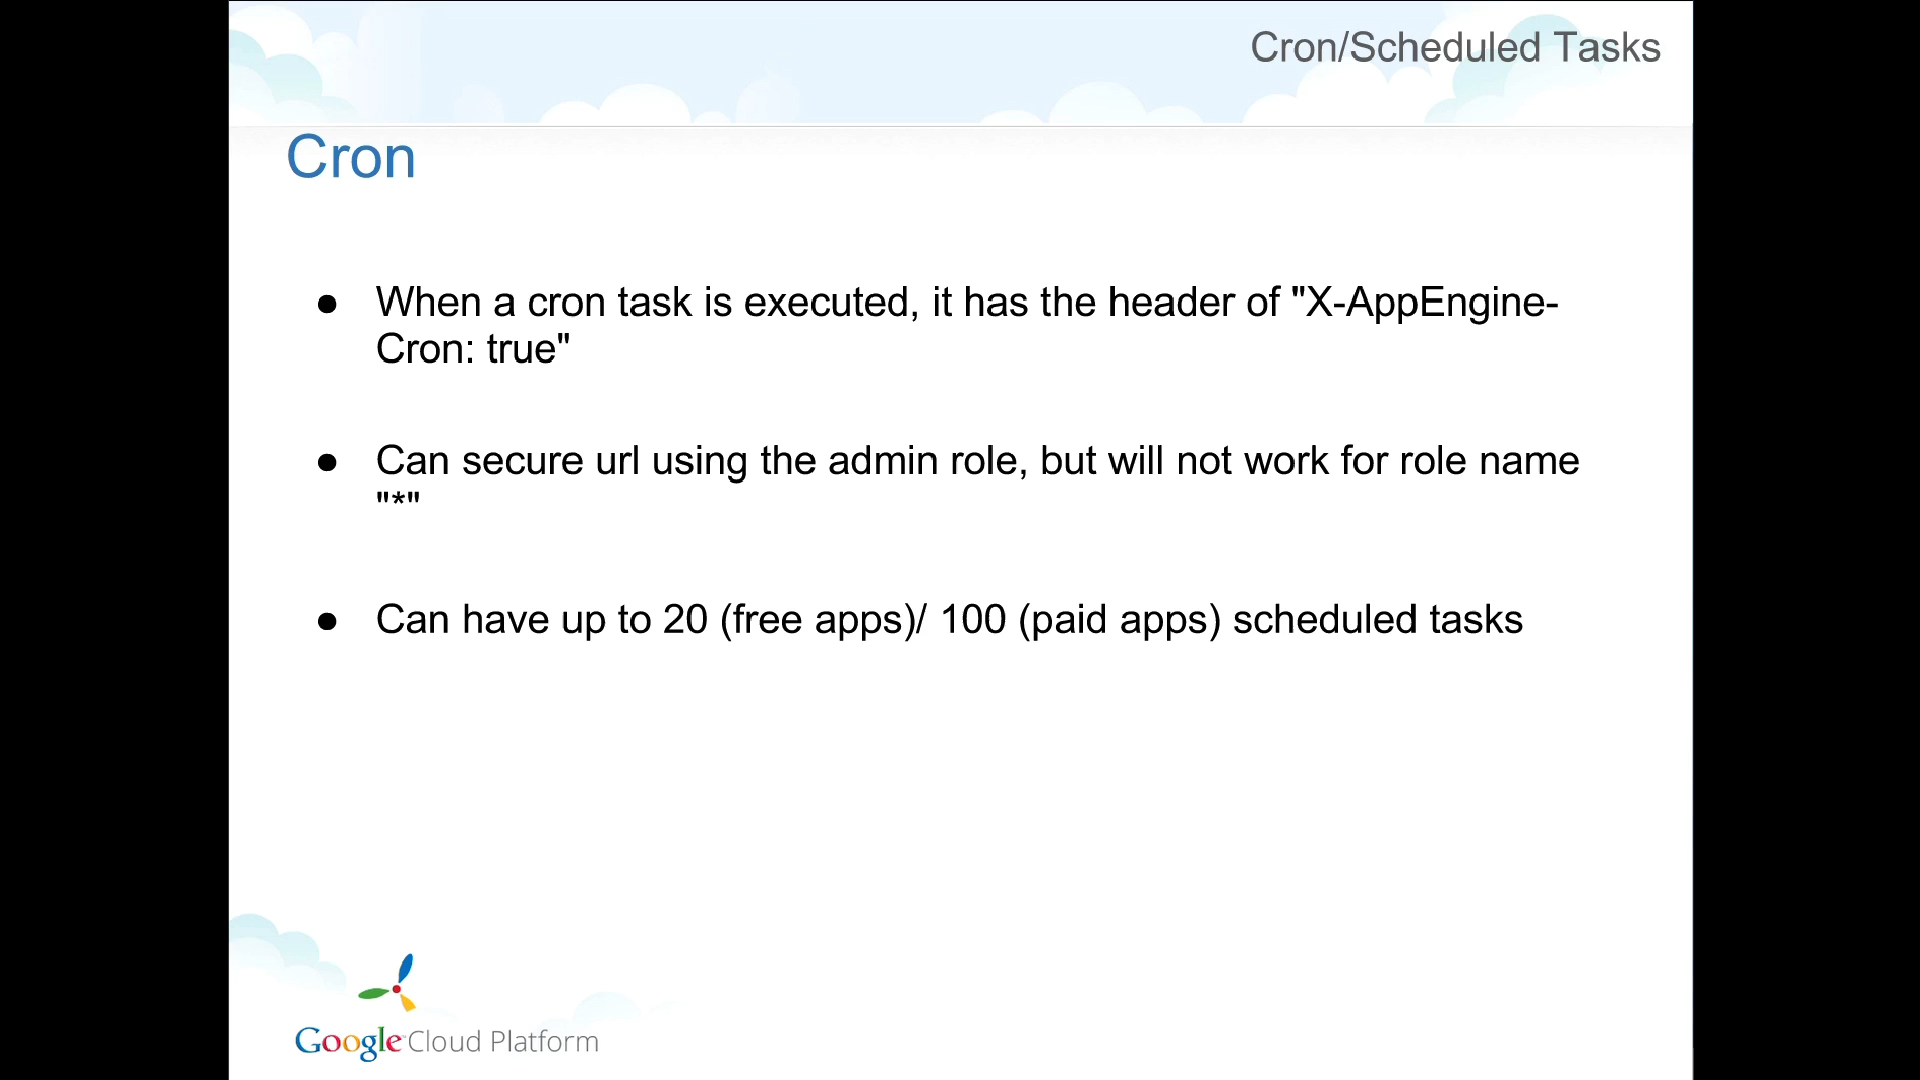 Cron/Scheduled Tasks
Cron
● When a cron task is executed, it has the header of "X-AppEngine-
Cron: true"
● Can secure url using the admin role, but will not work for role name
"*"
● Can have up to 20 (free apps)/ 100 (paid apps) scheduled tasks
Google Cloud Platform